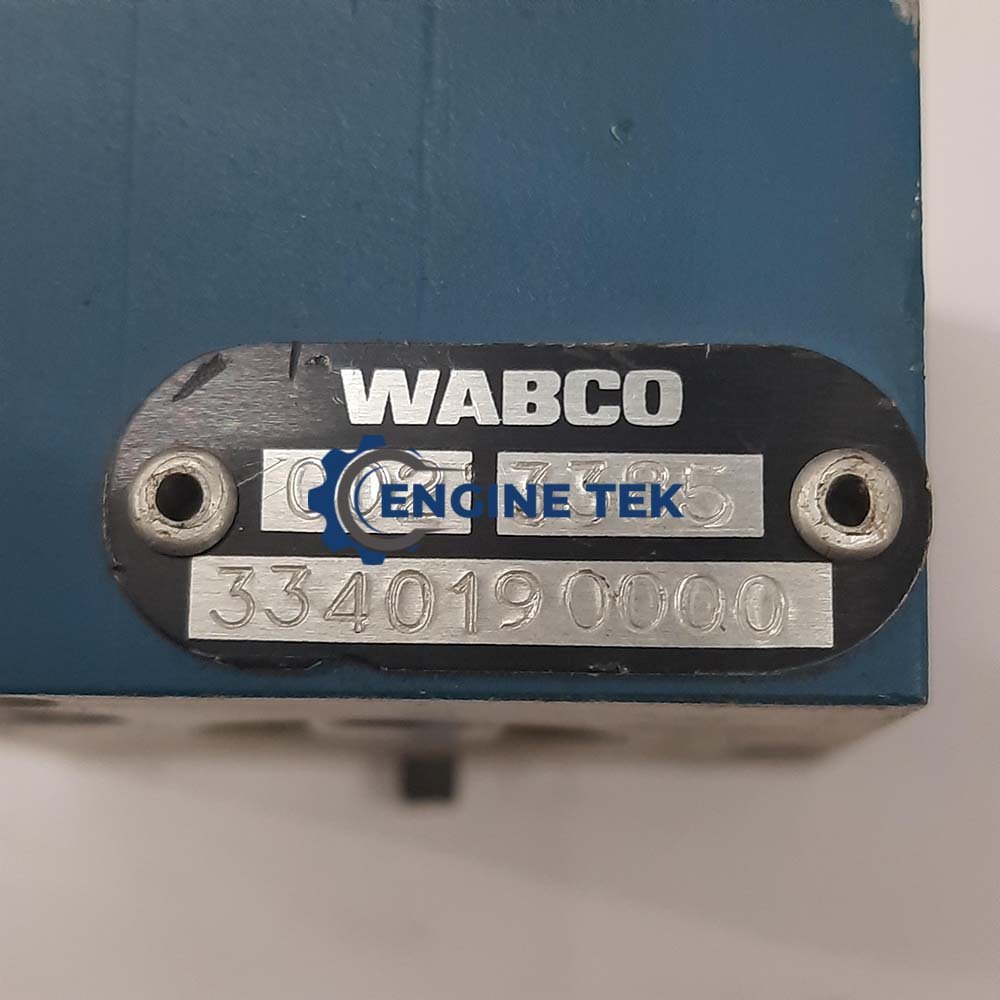 WABCO
ENGINE TEK
3340190000